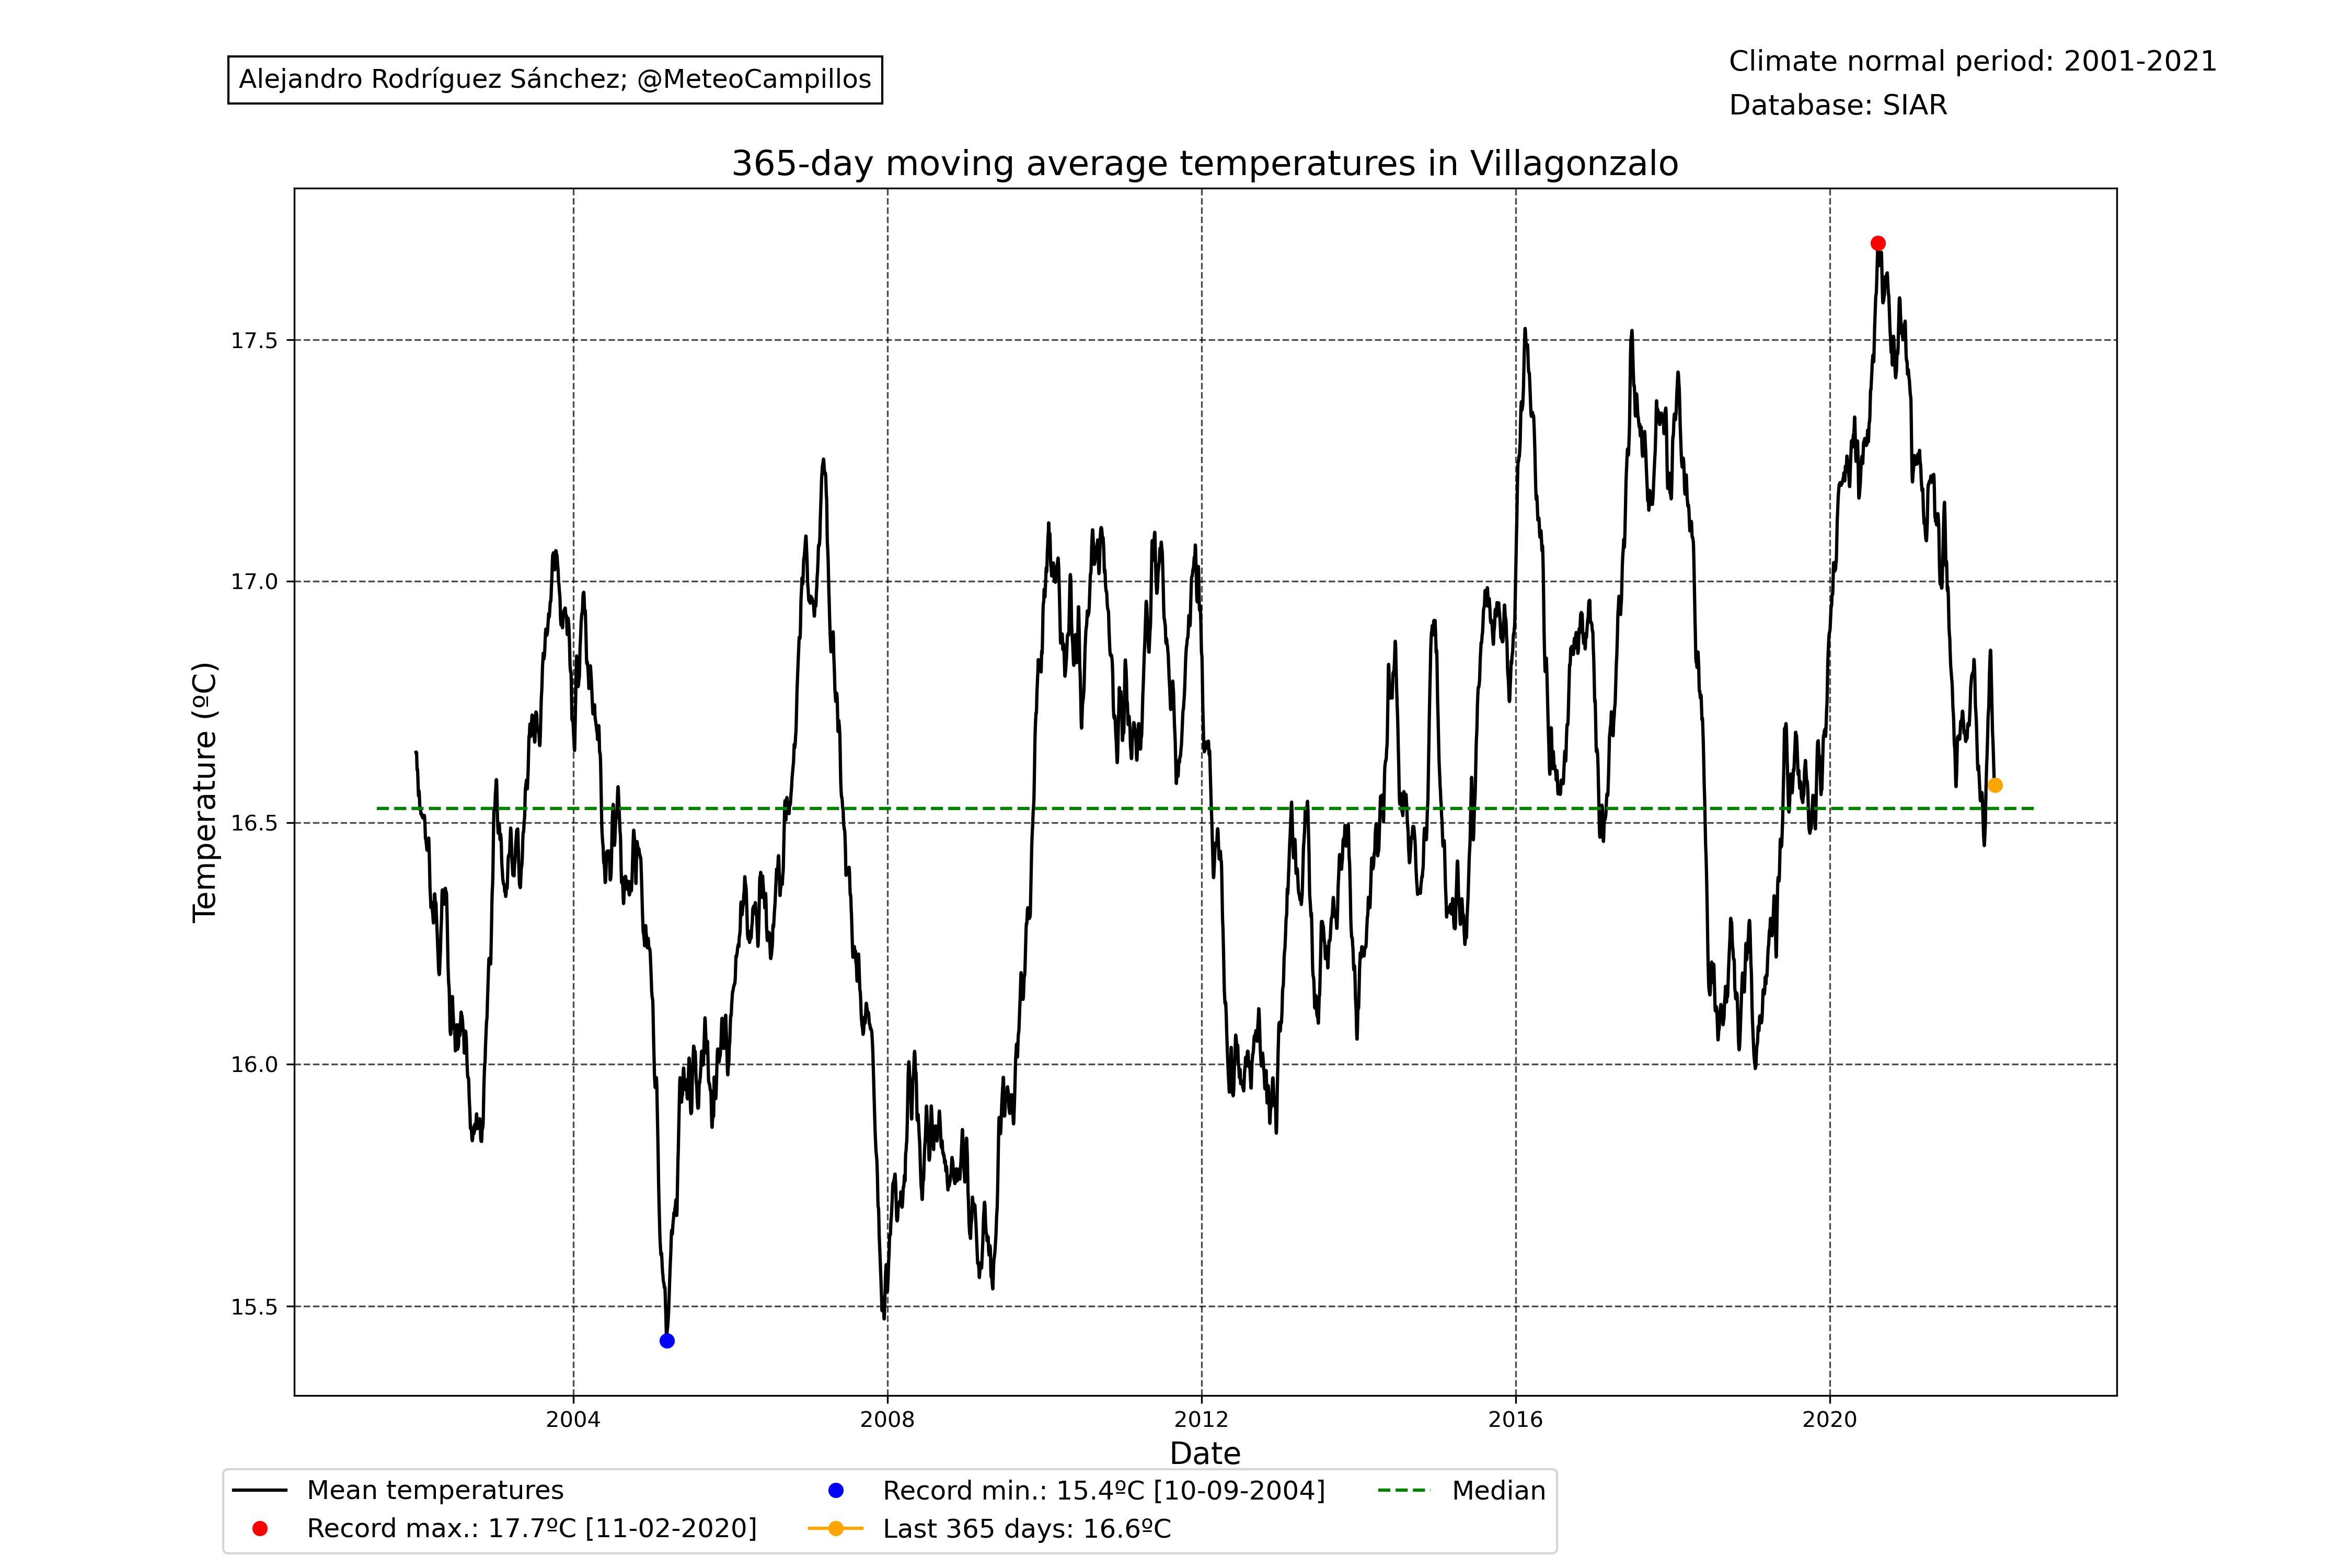 Alejandro Rodríguez Sánchez; @MeteoCampillos
Climate normal period: 2001-2021
Database: SIAR
365-day moving average temperatures in Villagonzalo
Temperature (ºC)
17.5
17.0
16.5
16.0
15.5
2004
2008
2012
2016
2020
Date
Mean temperatures
Record max.: 17.7ºC [11-02-2020]
Record min.: 15.4ºC [10-09-2004]
Last 365 days: 16.6ºC
Median